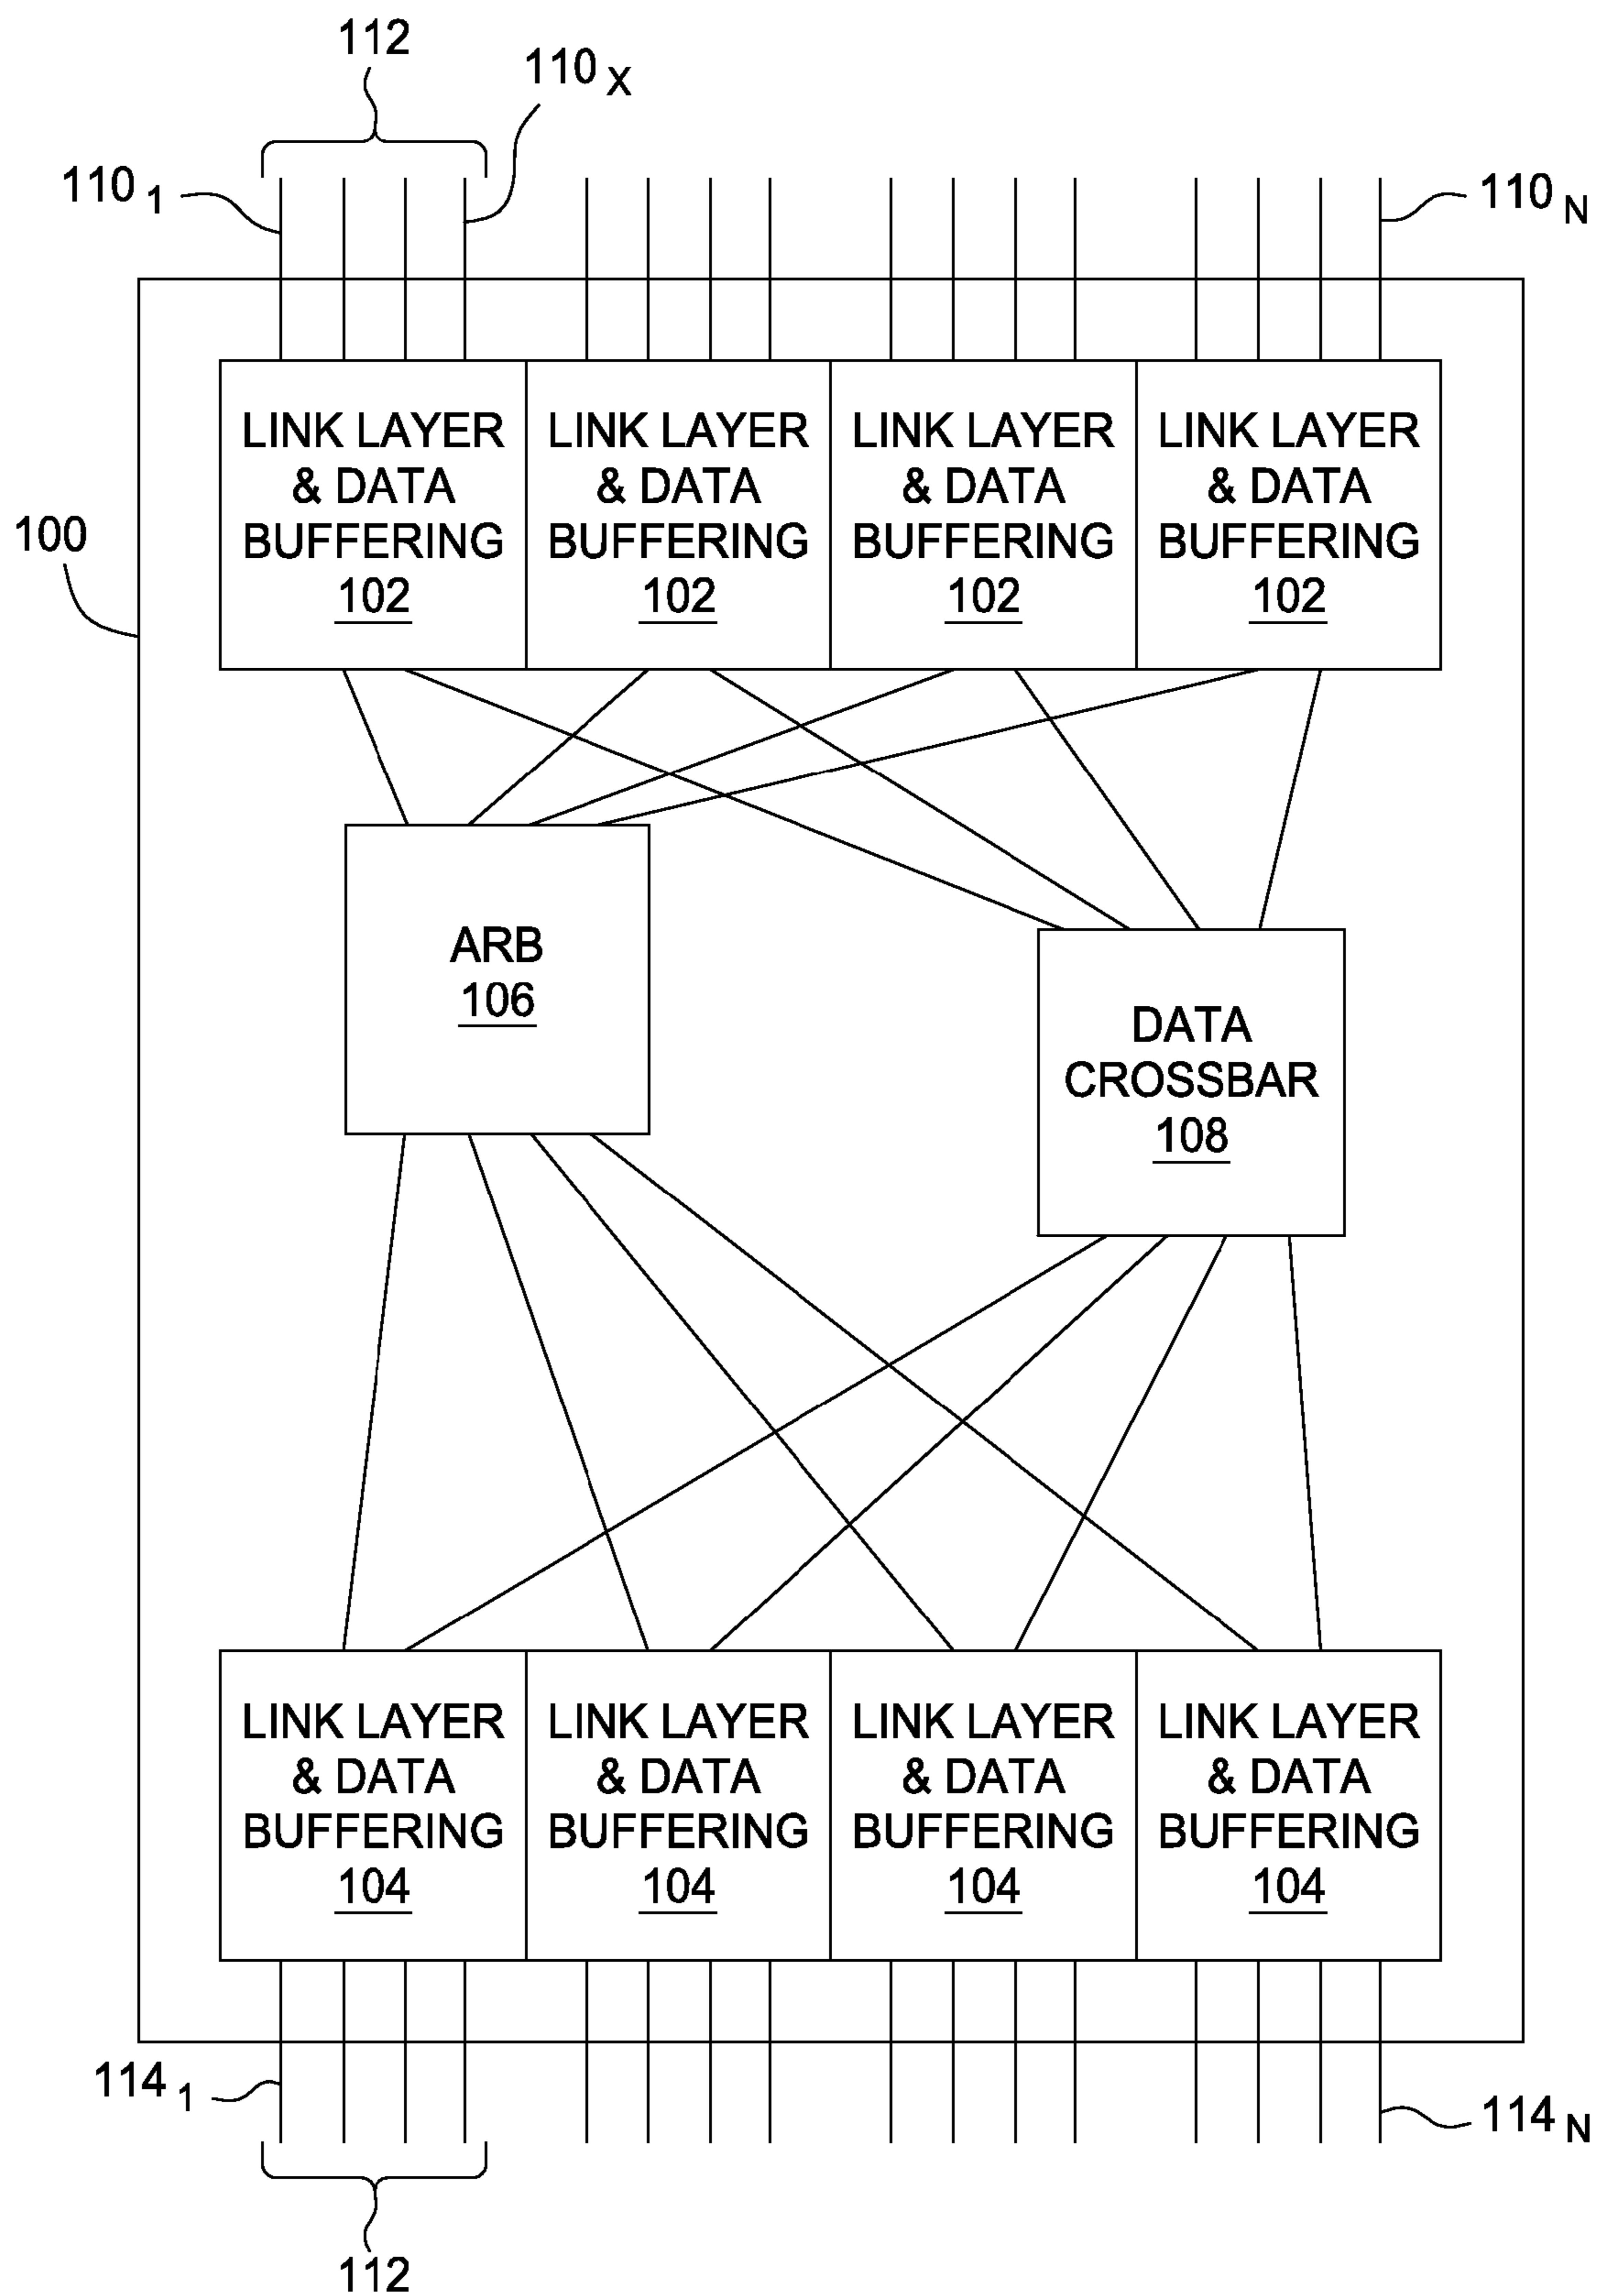 112
110 X
110 1
110 N
LINK LAYER
& DATA
BUFFERING
102
LINK LAYER
& DATA
BUFFERING
102
LINK LAYER
& DATA
BUFFERING
102
LINK LAYER
& DATA
BUFFERING
102
100
ARB
106
DATA
CROSSBAR
108
LINK LAYER
& DATA
BUFFERING
104
LINK LAYER
& DATA
BUFFERING
104
LINK LAYER
& DATA
BUFFERING
104
LINK LAYER
& DATA
BUFFERING
104
114 1
114 N
112